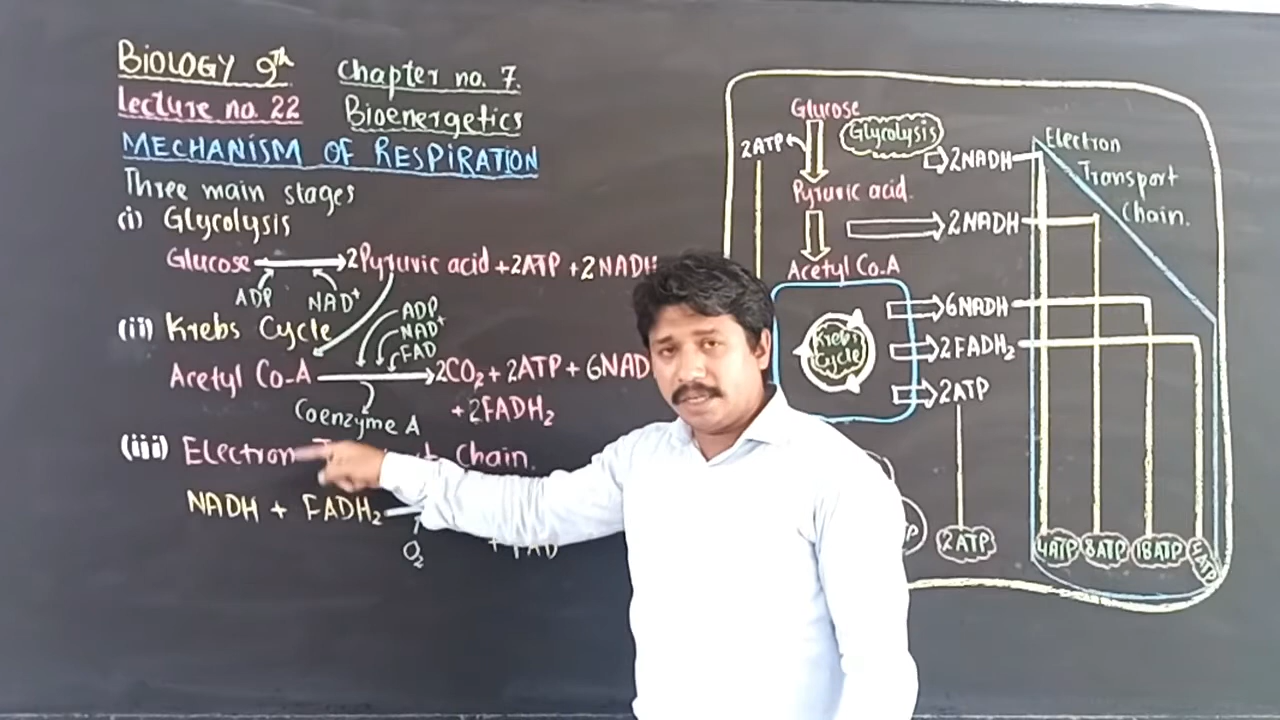 BiOLOGY 9th
Chapter no. 7.
lecture no. 22
Bioenergetics
MECHANiSM OF RESPiRATiON
Three main stages
(i) Glycolysis
Glucose 2Pyruvic acid + 2ATP + 2NADH
ADP NAD+
(ii) Krebs Cycle
ADP
NAD+
FAD
Acetyl Co-A 2CO2 + 2ATP + 6NAD
+ 2FADH2
Coenzyme A
(iii) Electron Chain.
NADH + FADH2
O2
+ FAD
Glucose
2ATP
Glycolysis
2NADH
Electron
Transport
Chain.
Pyruvic acid.
2NADH
Acetyl Co-A
Krebs
Cycle
6NADH
2FADH2
2ATP
2ATP
4ATP
18ATP